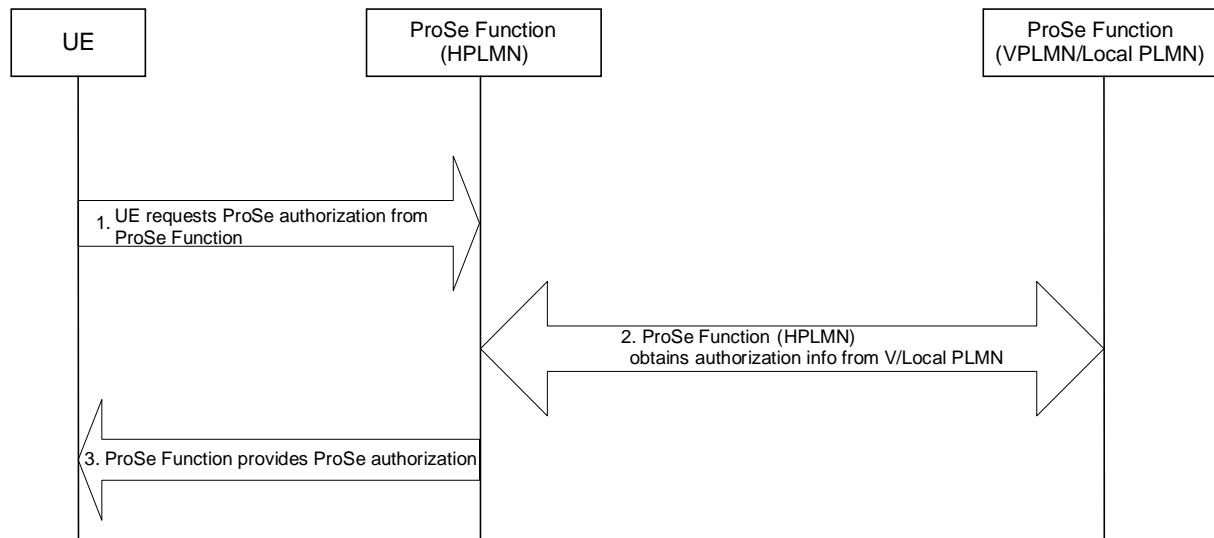 UE
ProSe Function
(HPLMN)
ProSe Function
(VPLMN/Local PLMN)
1. UE requests ProSe authorization from
ProSe Function
2. ProSe Function (HPLMN)
obtains authorization info from V/Local PLMN
3. ProSe Function provides ProSe authorization